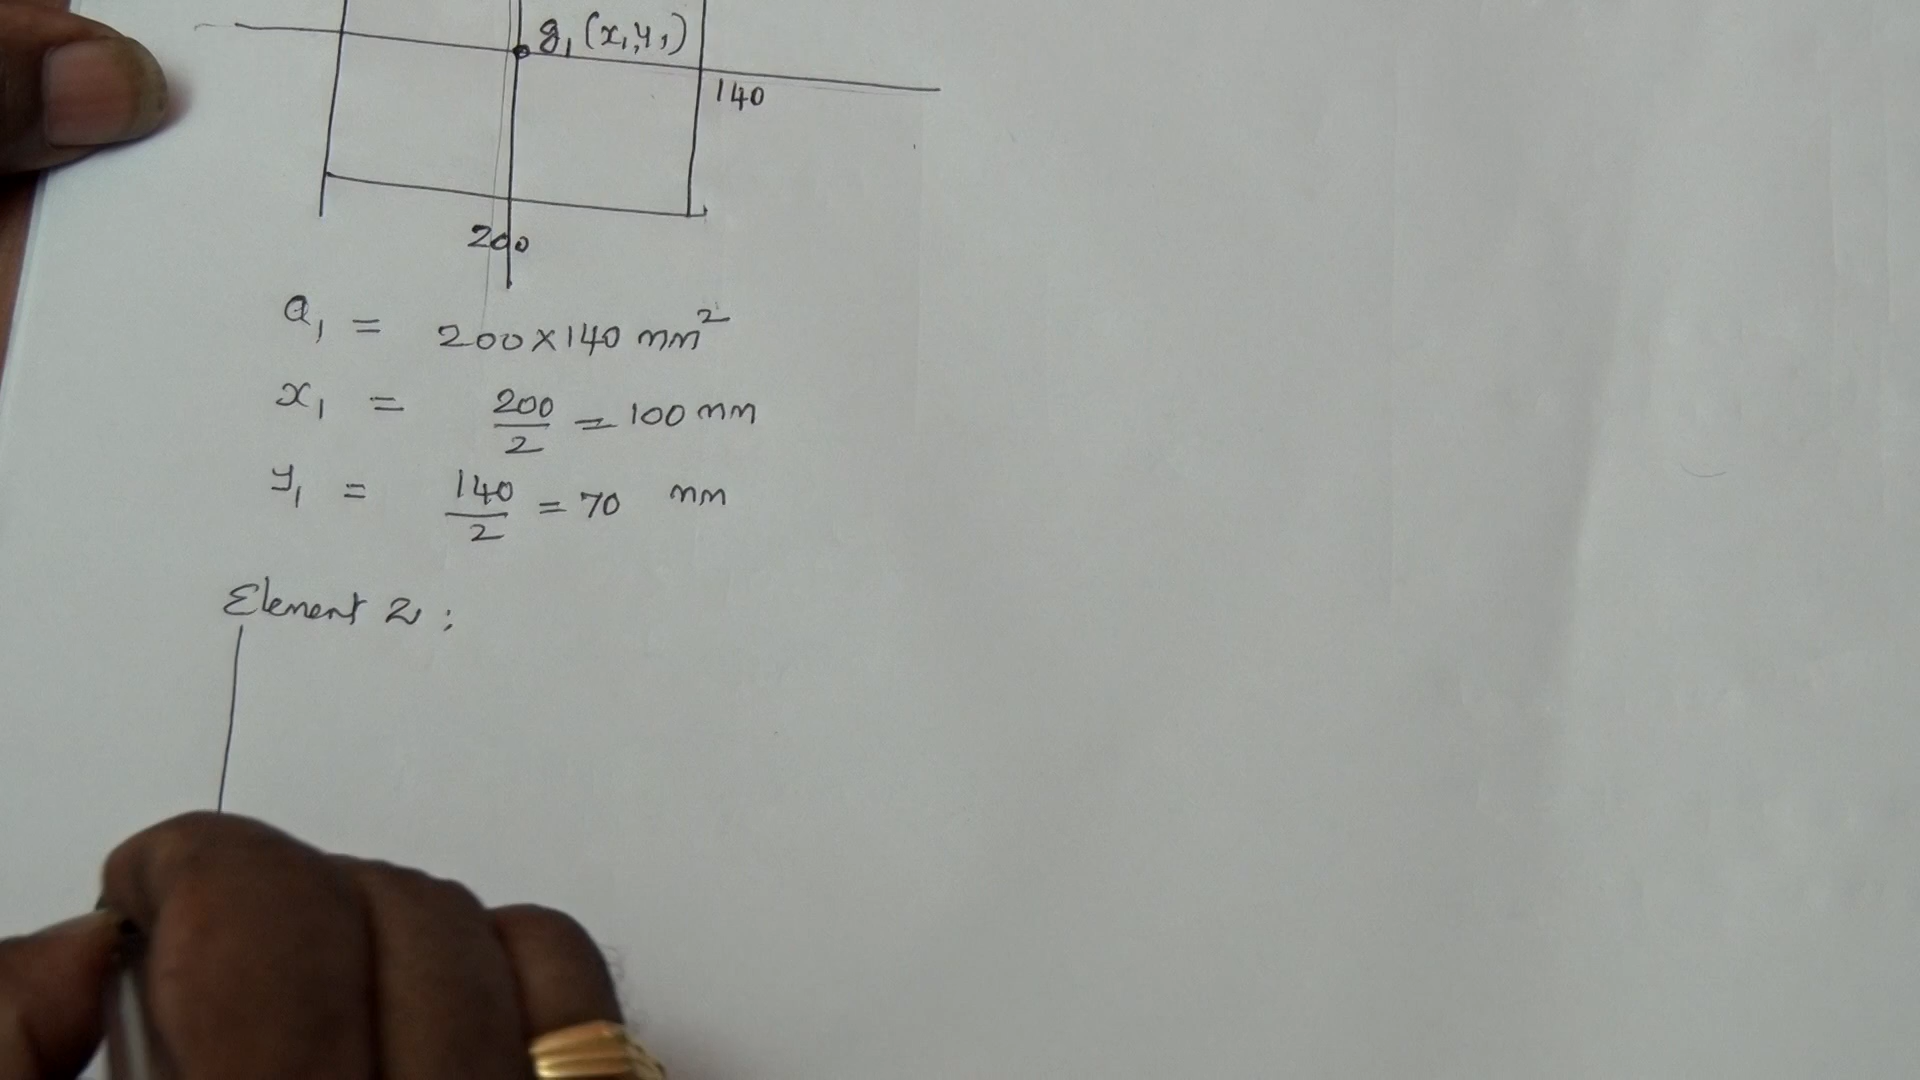 g₁ (x₁, y₁)
140
200
a₁ = 200 × 140 mm²
x₁ = 200/2 = 100 mm
y₁ = 140/2 = 70 mm
Element 2 :